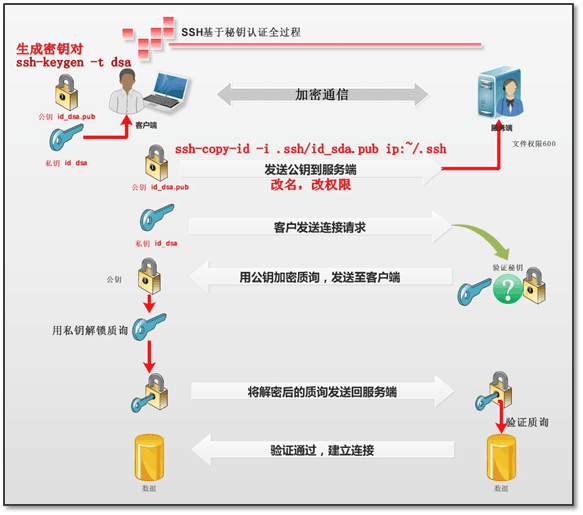 SSH基于秘钥认证全过程
生成密钥对
ssh-keygen -t dsa
公钥 id_dsa.pub
客户端
加密通信
服务端
私钥 id dsa
文件权限600
ssh-copy-id -i .ssh/id_sda.pub ip:~/.ssh
公钥 id_dsa.pub
发送公钥到服务端
改名，改权限
私钥 id_dsa
客户发送连接请求
验证秘钥
公钥
用公钥加密质询，发送至客户端
?
用私钥解锁质询
将解密后的质询发送回服务端
验证质询
验证通过，建立连接
数据
数据